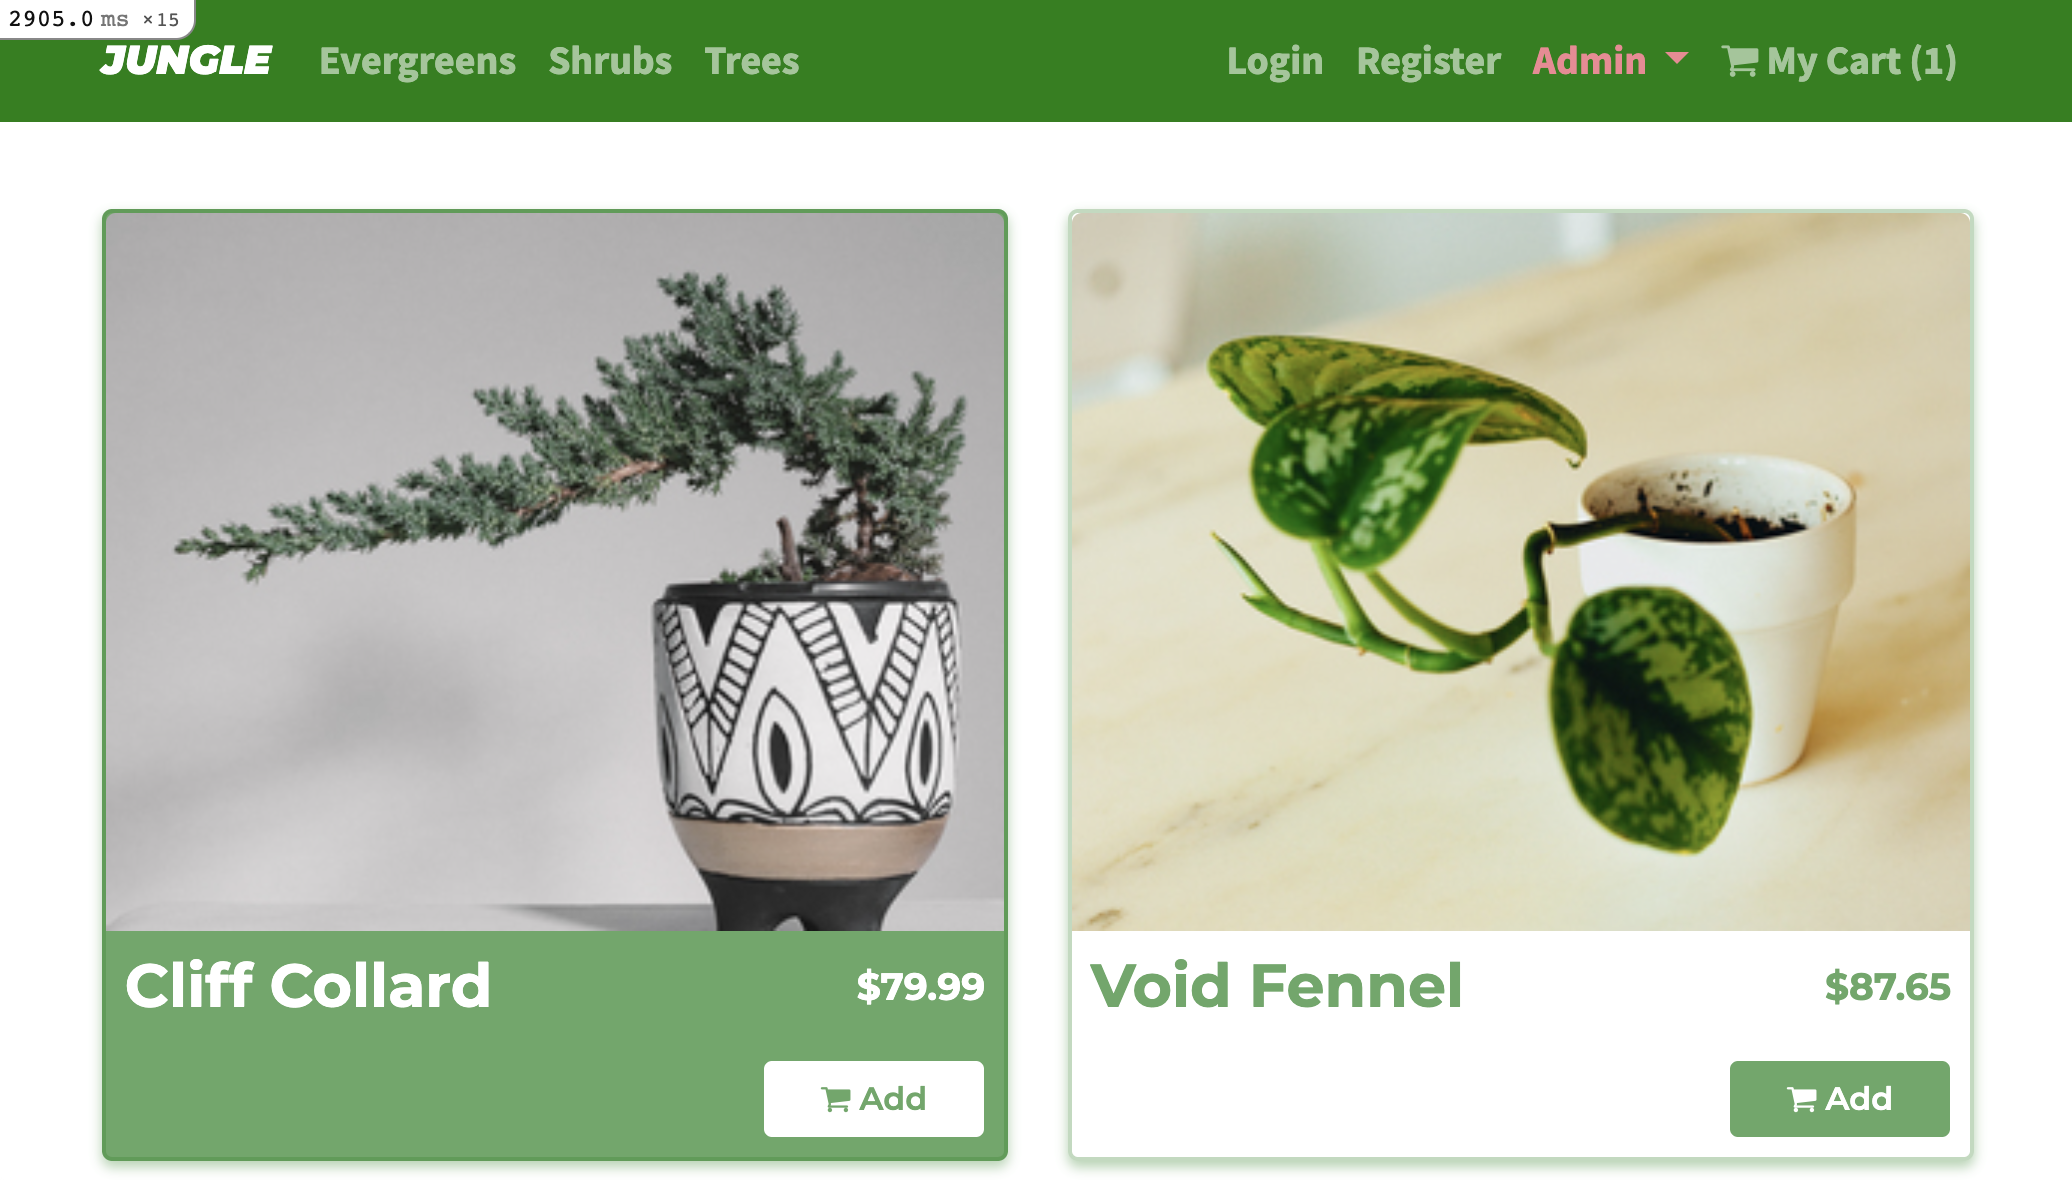 2905.0 ms ×15
JUNGLE Evergreens Shrubs Trees Login Register Admin My Cart (1)
Cliff Collard $79.99
Add
Void Fennel $87.65
Add